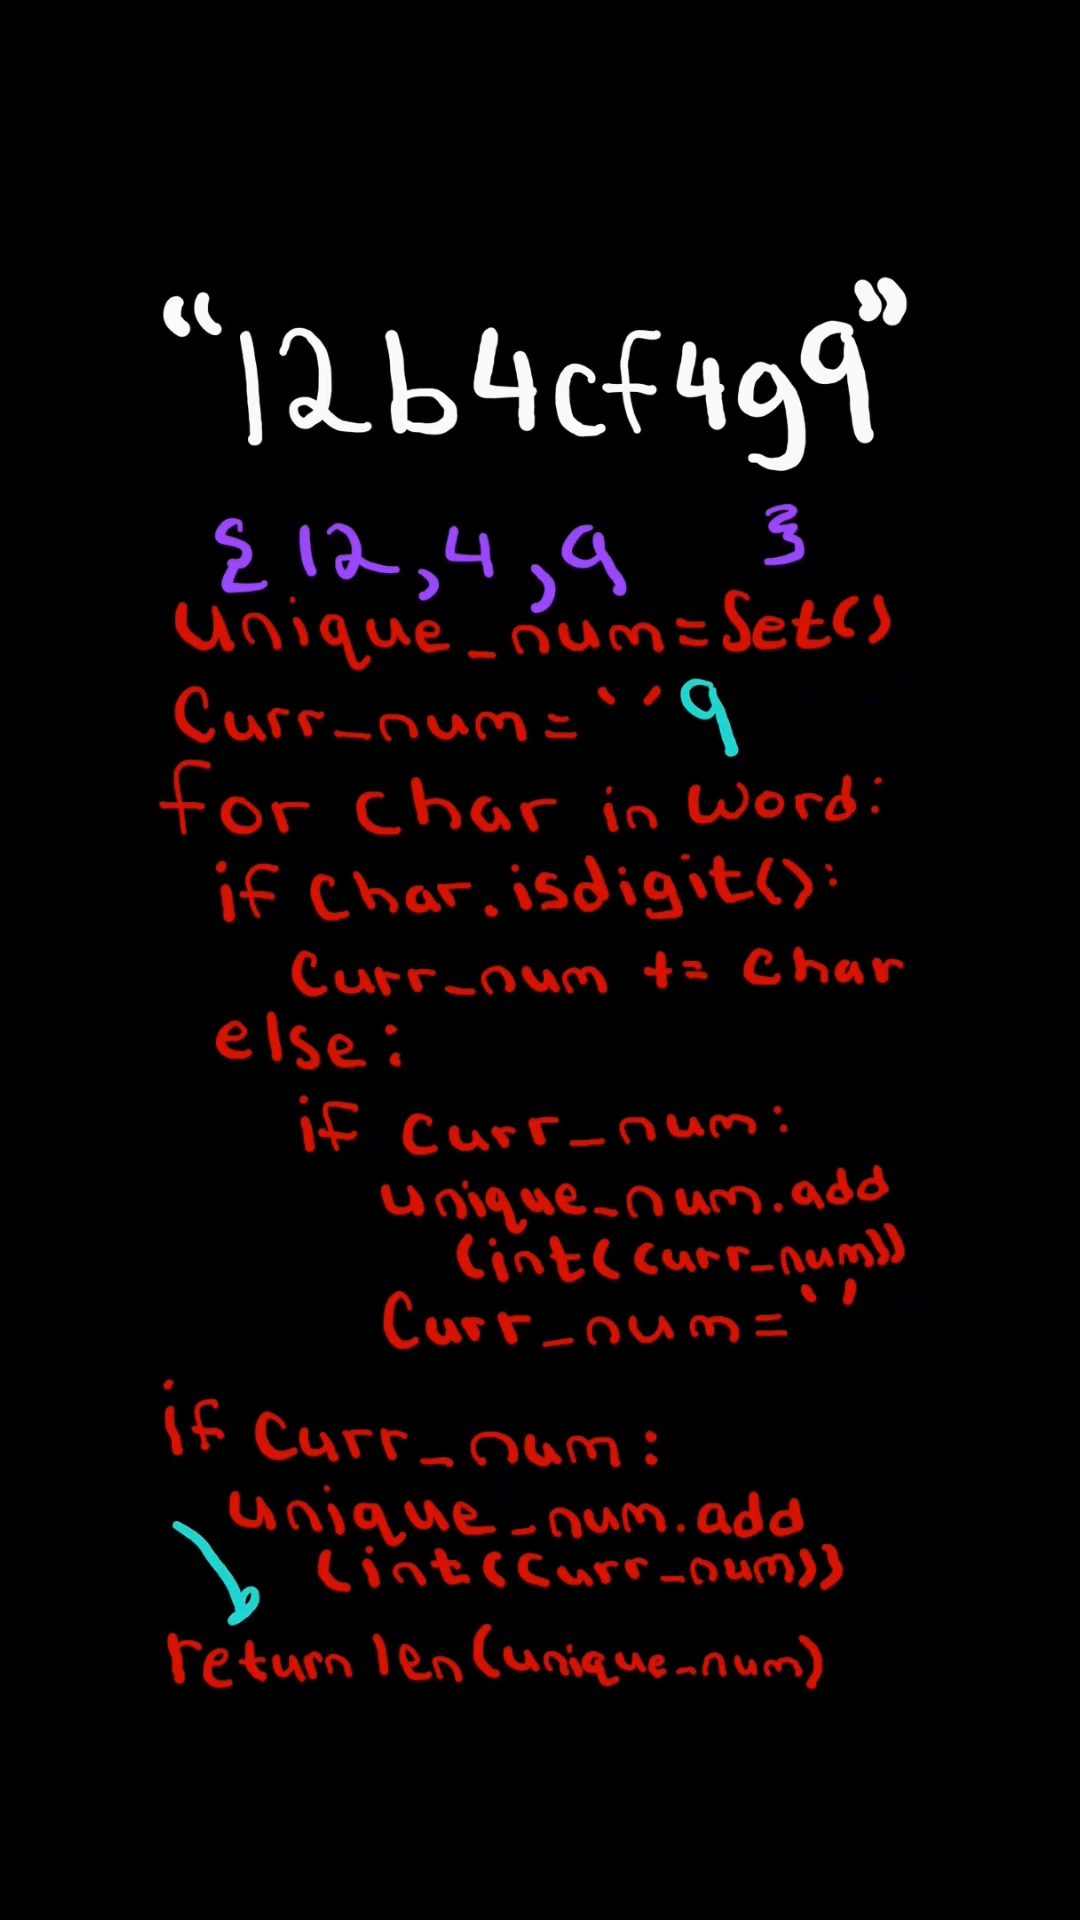 “12b4cf4g9”
{ 12, 4, 9 }
unique_num=Set()
Curr_num= '' 9
for Char in word:
if Char.isdigit():
Curr_num += char
else:
if curr_num:
unique_num.add
(int(curr_num))
Curr_num=''
if Curr_num:
unique_num.add
(int(Curr_num))
return len(unique_num)